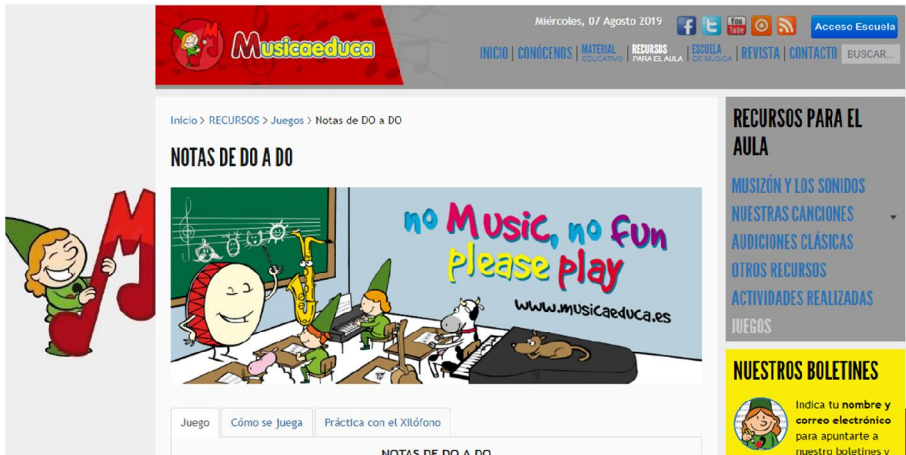 Miércoles, 07 Agosto 2019
Acceso Escuela
Musicaeduca
INICIO | CONÓCENOS | MATERIAL EDUCATIVO | RECURSOS PARA EL AULA | ESCUELA DE MUSICA | REVISTA | CONTACTO
BUSCAR...
Inicio > RECURSOS > Juegos > Notas de DO a DO
NOTAS DE DO A DO
no Music, no fun
please play
www.musicaeduca.es
Juego
Cómo se Juega
Práctica con el Xilófono
NOTAS DE DO A DO
RECURSOS PARA EL
AULA
MUSIZÓN Y LOS SONIDOS
NUESTRAS CANCIONES
AUDICIONES CLÁSICAS
OTROS RECURSOS
ACTIVIDADES REALIZADAS
JUEGOS
NUESTROS BOLETINES
Indica tu nombre y
correo electrónico
para apuntarte a
nuestro boletines y